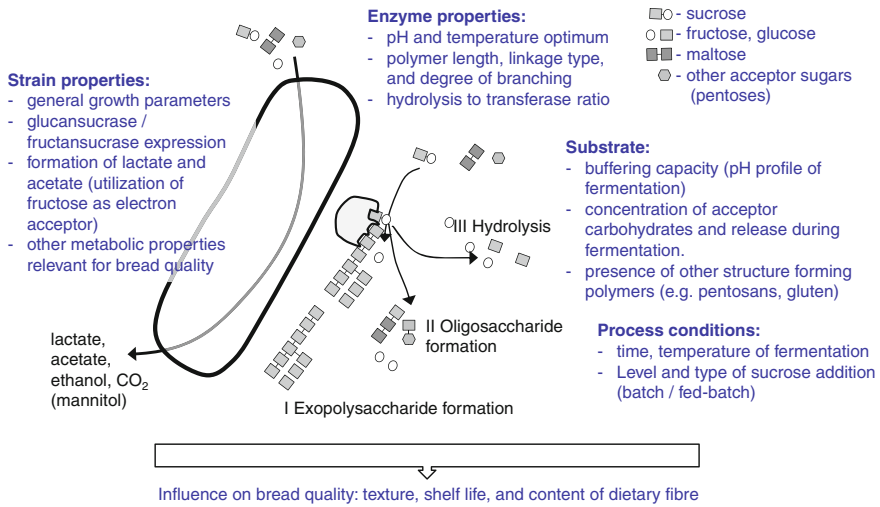 Enzyme properties:
- pH and temperature optimum
- polymer length, linkage type,
and degree of branching
- hydrolysis to transferase ratio
- sucrose
- fructose, glucose
- maltose
- other acceptor sugars
(pentoses)
Strain properties:
- general growth parameters
- glucansucrase /
fructansucrase expression
- formation of lactate and
acetate (utilization of
fructose as electron
acceptor)
- other metabolic properties
relevant for bread quality
Substrate:
- buffering capacity (pH profile of
fermentation)
- concentration of acceptor
carbohydrates and release during
fermentation.
- presence of other structure forming
polymers (e.g. pentosans, gluten)
III Hydrolysis
II Oligosaccharide
formation
Process conditions:
- time, temperature of fermentation
- Level and type of sucrose addition
(batch / fed-batch)
lactate,
acetate,
ethanol, CO₂
(mannitol)
I Exopolysaccharide formation
Influence on bread quality: texture, shelf life, and content of dietary fibre